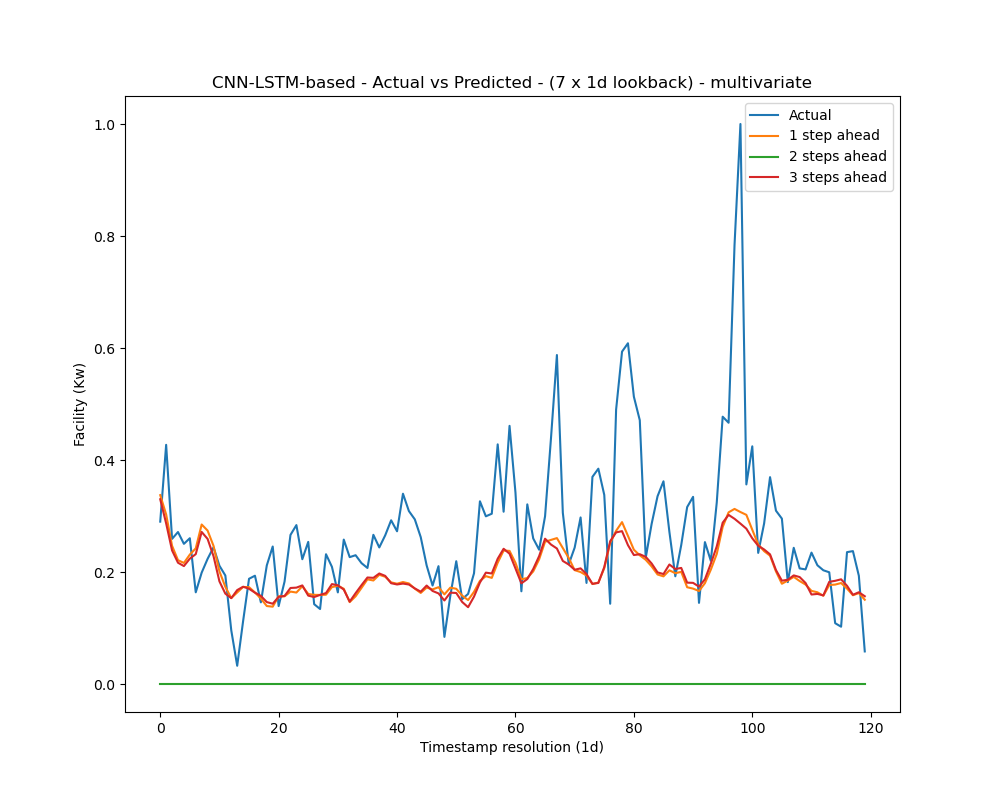 CNN-LSTM-based - Actual vs Predicted - (7 x 1d lookback) - multivariate
Actual
1 step ahead
2 steps ahead
3 steps ahead
1.0
0.8
0.6
0.4
0.2
0.0
Facility (Kw)
0 20 40 60 80 100 120
Timestamp resolution (1d)